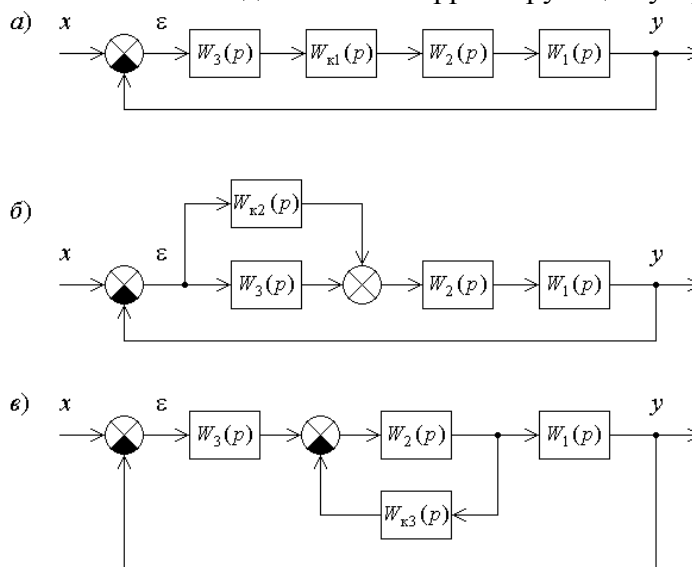 а)
x ε y
W₃(p) Wк1(p) W₂(p) W₁(p)
б)
Wк2(p)
x ε y
W₃(p) W₂(p) W₁(p)
в) x ε y
W₃(p) W₂(p) W₁(p)
Wк3(p)